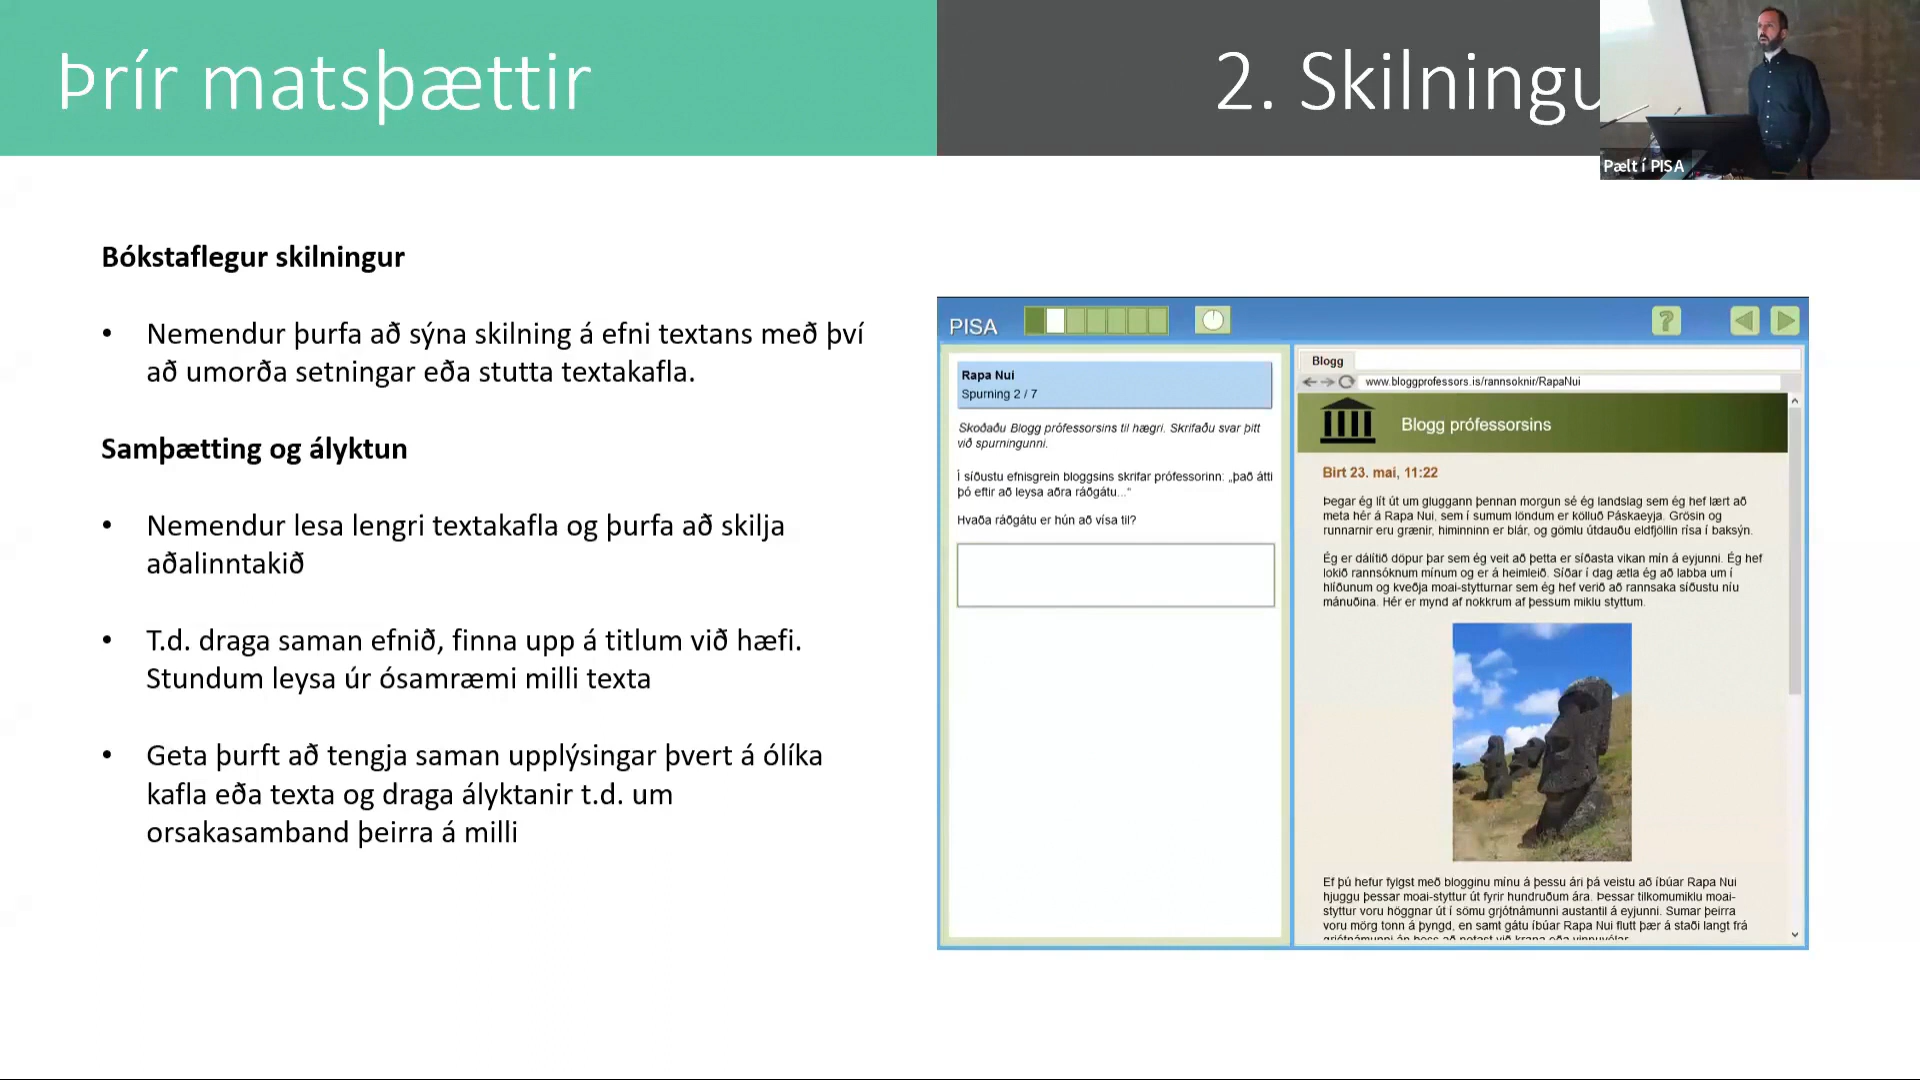 Þrír matsþættir
2. Skilningu
Pælt í PISA
Bókstaflegur skilningur
• Nemendur þurfa að sýna skilning á efni textans með því
að umorða setningar eða stutta textakafla.
Samþætting og ályktun
• Nemendur lesa lengri textakafla og þurfa að skilja
aðalinntakið
• T.d. draga saman efnið, finna upp á titlum við hæfi.
Stundum leysa úr ósamræmi milli texta
• Geta þurft að tengja saman upplýsingar þvert á ólíka
kafla eða texta og draga ályktanir t.d. um
orsakasamband þeirra á milli
PISA
?
Rapa Nui
Spurning 2 / 7
Skoðaðu Blogg prófessorsins til hægri. Skrifaðu svar þitt
við spurningunni.
Í síðustu efnisgrein bloggsins skrifar prófessorinn: „það átti
þó eftir að leysa aðra ráðgátu...“
Hvaða ráðgátu er hún að vísa til?
Blogg
www.bloggprofessors.is/rannsoknir/RapaNui
Blogg prófessorsins
Birt 23. mai, 11:22
Þegar ég lít út um gluggann þennan morgun sé ég landslag sem ég hef lært að
meta hér á Rapa Nui, sem í sumum löndum er kölluð Páskaeyja. Grösin og
runnarnir eru grænir, himinninn er blár, og gömlu útdauðu eldfjöllin rísa í baksýn.
Ég er dálítið döpur þar sem ég veit að þetta er síðasta vikan mín á eyjunni. Ég hef
lokið rannsóknum mínum og er á heimleið. Síðar í dag ætla ég að labba um í
hlíðunum og kveðja moai-stytturnar sem ég hef verið að rannsaka síðustu níu
mánuðina. Hér er mynd af nokkrum af þessum miklu styttum.
Ef þú hefur fylgst með blogginu mínu á þessu ári þá veistu að íbúar Rapa Nui
hjuggu þessar moai-styttur út fyrir hundruðum ára. Þessar tilkomumiklu moai-
styttur voru höggnar út í sömu grjótnámunni austantil á eyjunni. Sumar þeirra
voru mörg tonn á þyngd, en samt gátu íbúar Rapa Nui flutt þær á staði langt frá
grjótnámunni án þess að notast við krana eða vinnuvélar.